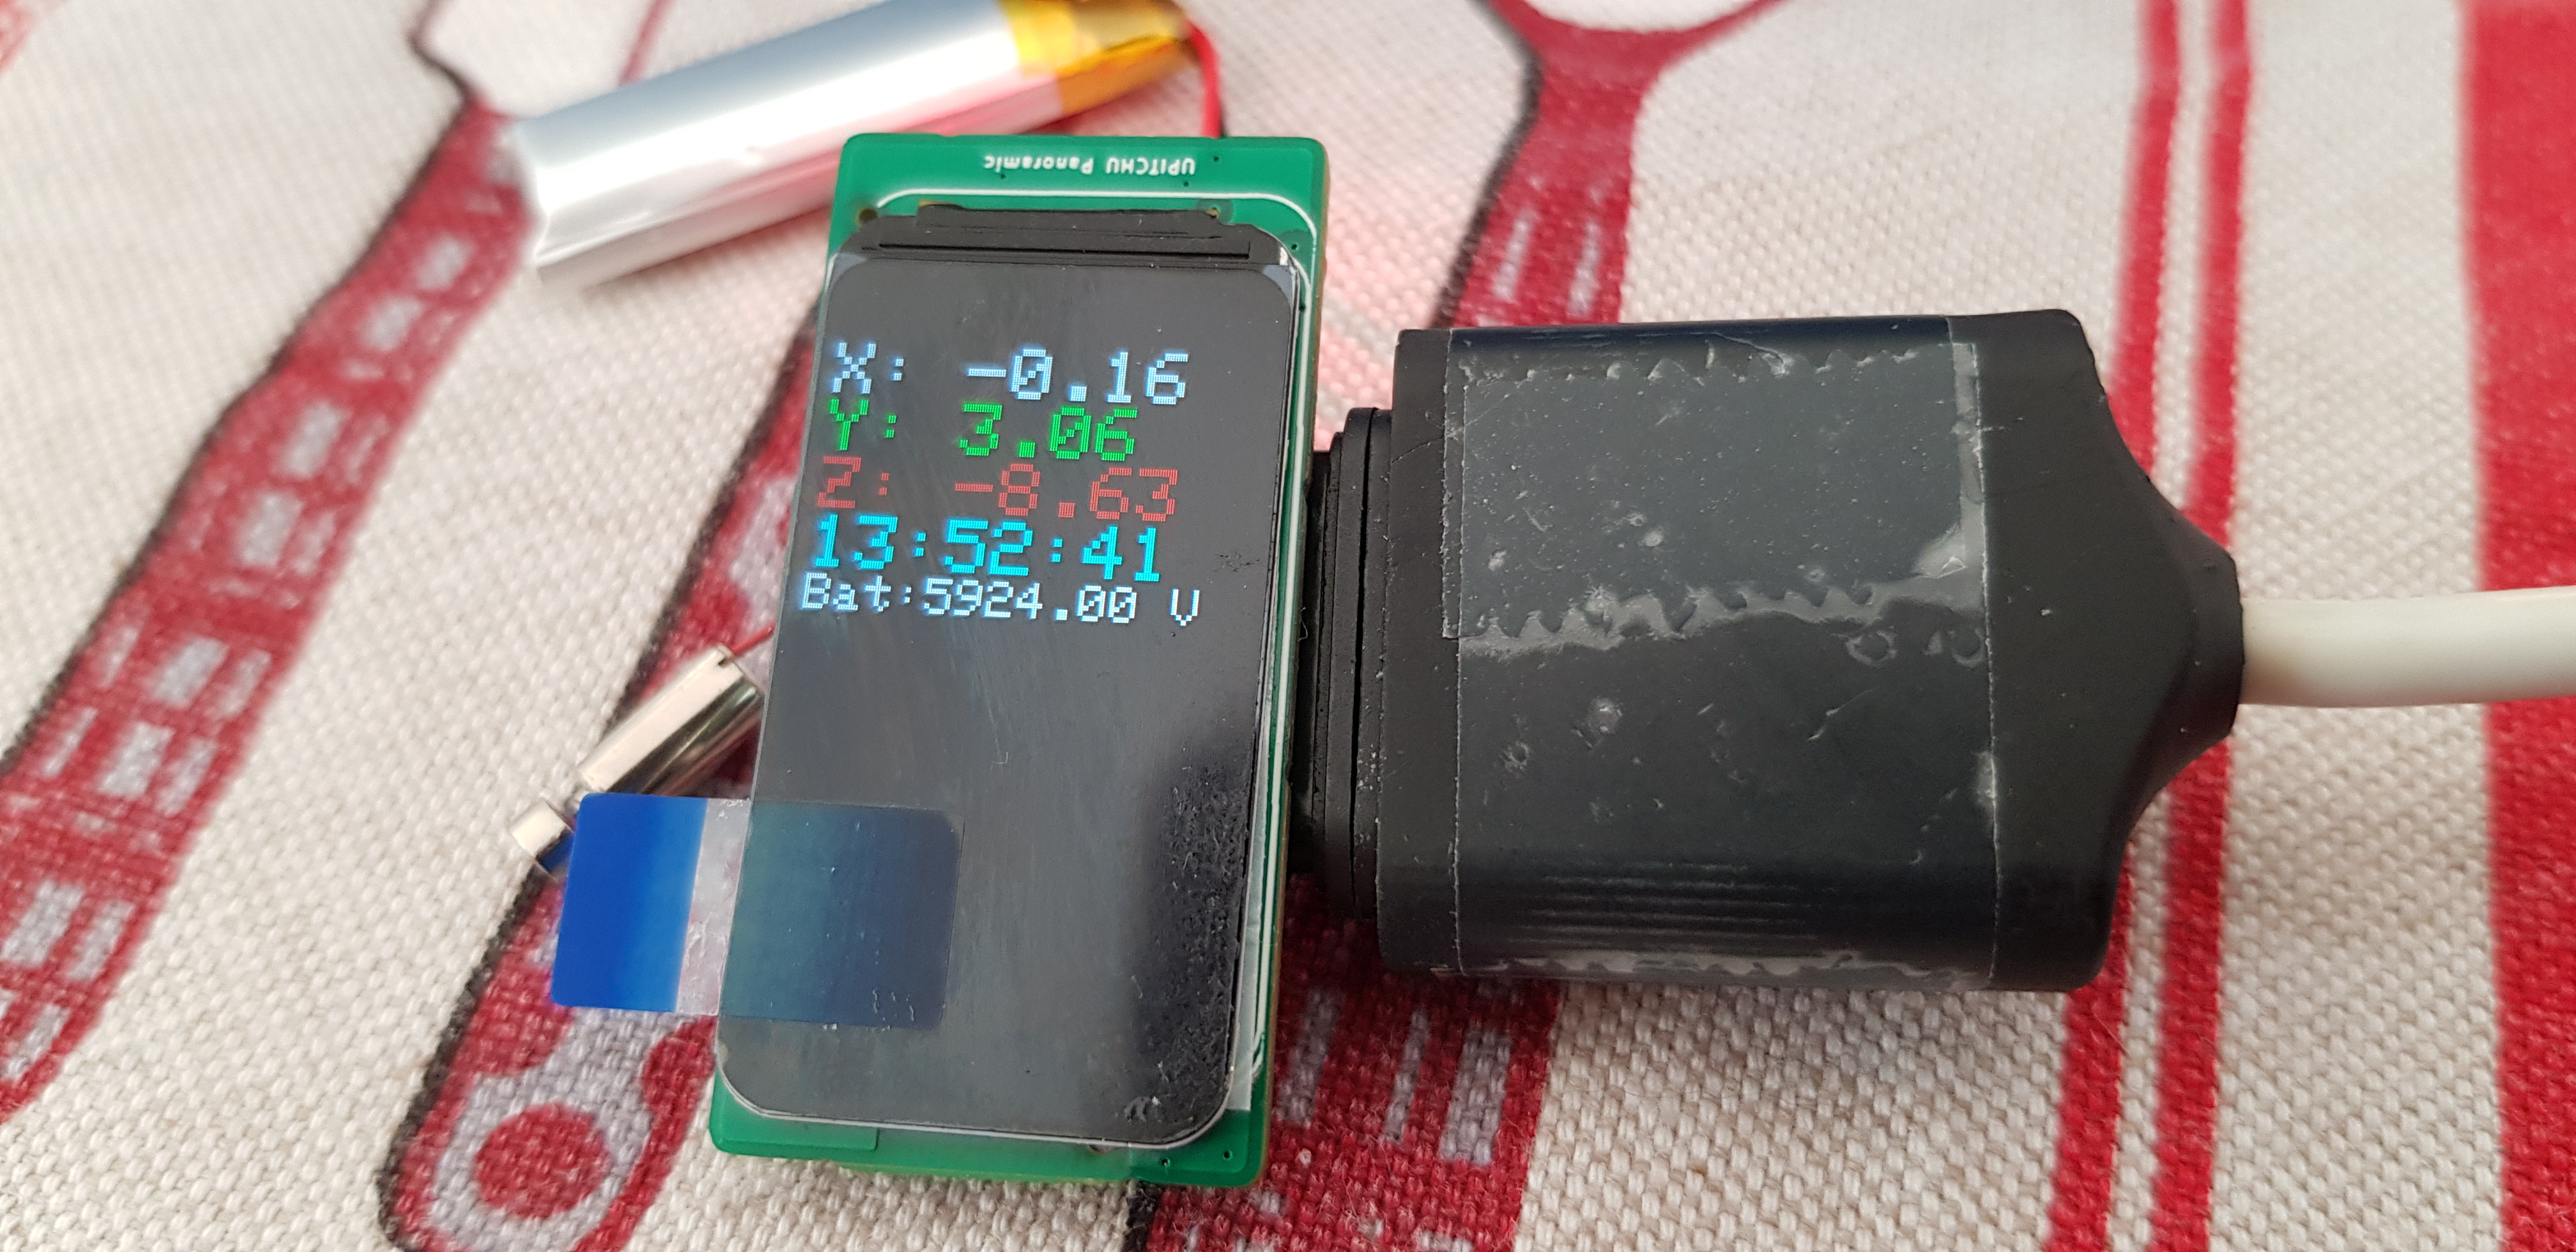 UPITCHU Panoramic
X: -0.16
Y: 3.06
Z: -8.63
13:52:41
Bat:5924.00 V